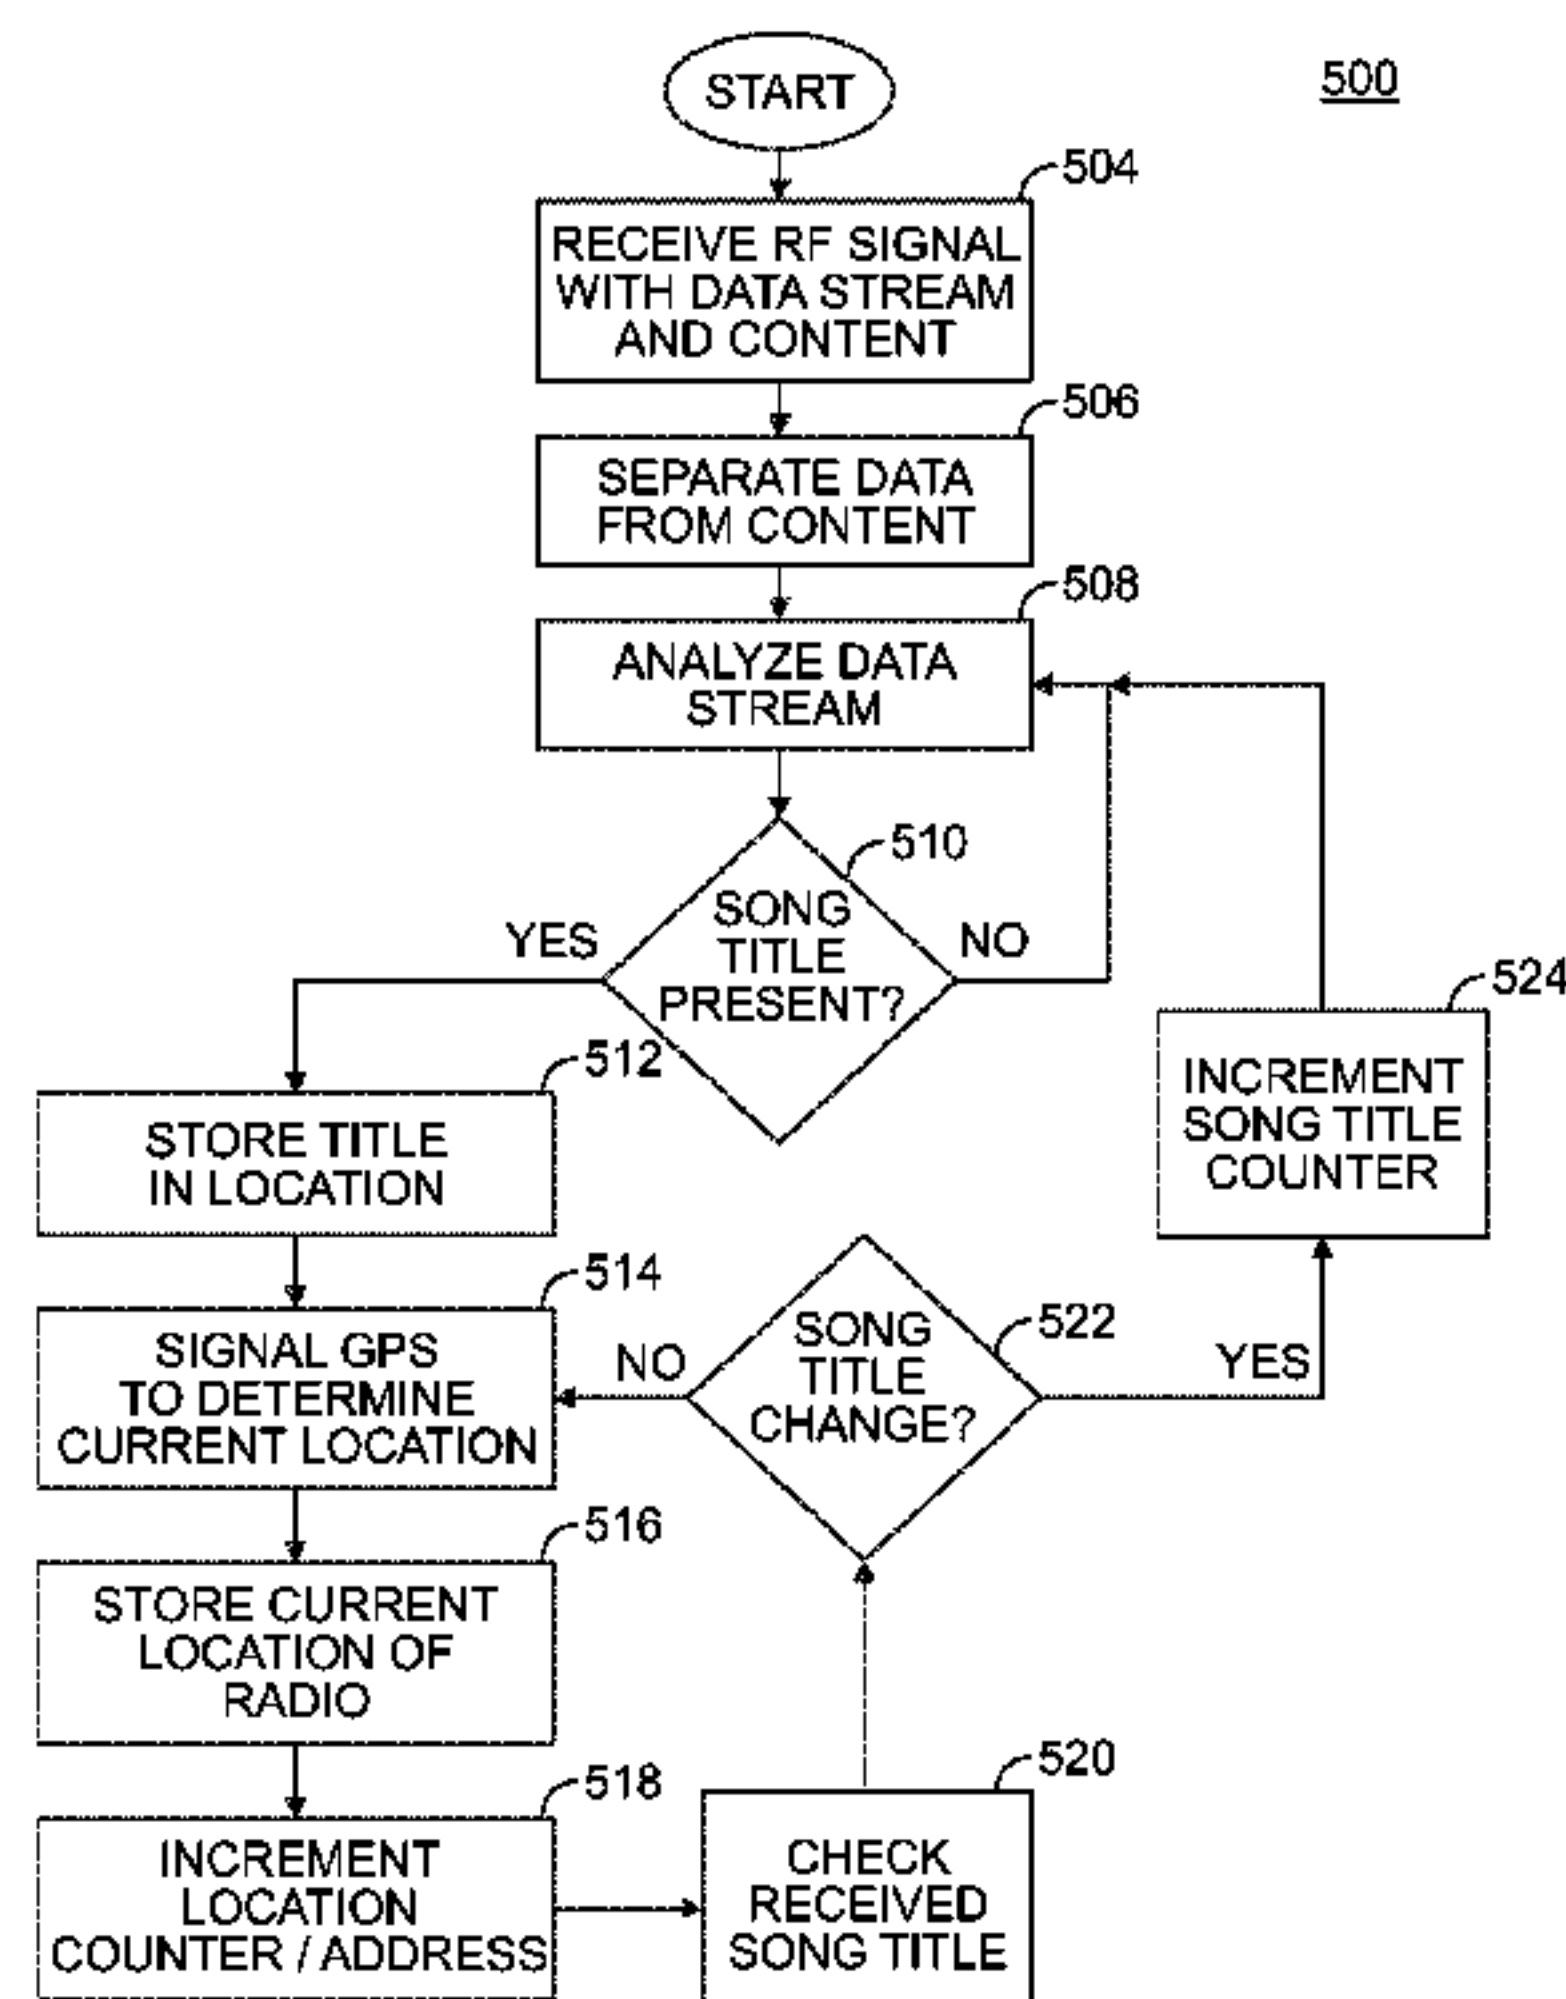 START
500
504
RECEIVE RF SIGNAL
WITH DATA STREAM
AND CONTENT
506
SEPARATE DATA
FROM CONTENT
508
ANALYZE DATA
STREAM
510
SONG
TITLE
PRESENT?
YES
NO
512
STORE TITLE
IN LOCATION
524
INCREMENT
SONG TITLE
COUNTER
514
SIGNAL GPS
TO DETERMINE
CURRENT LOCATION
522
SONG
TITLE
CHANGE?
NO
YES
516
STORE CURRENT
LOCATION OF
RADIO
518
INCREMENT
LOCATION
COUNTER / ADDRESS
520
CHECK
RECEIVED
SONG TITLE